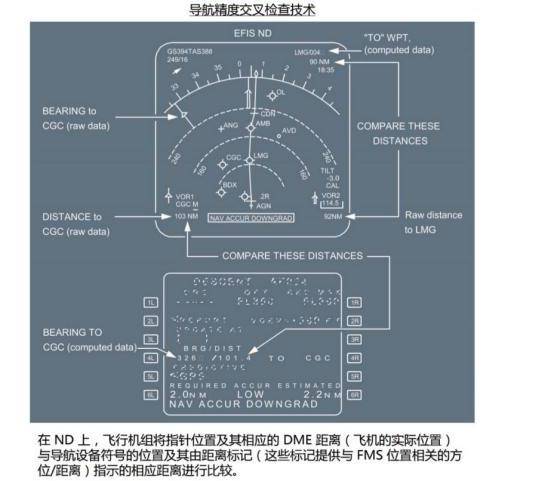 导航精度交叉检查技术
EFIS ND
GS394TAS388
249/16
LMG/004
90 NM
18:35
"TO" WPT.
(computed data)
33
34
35
0
1
2
3
4
BEARING to
CGC (raw data)
COMPARE THESE
DISTANCES
OL
CDN
AMB
ANG
AVD
240
240
160
160
CGC
LMG
BDX
2R
AGN
TILT
-3.0
CAL
VOR1
CGC M
103 NM
NAV ACCUR DOWNGRAD
VOR2
114.5
92NM
DISTANCE to
CGC (raw data)
Raw distance
to LMG
COMPARE THESE DISTANCES
1L
1R
2L
2R
3L
3R
BEARING TO
CGC (computed data)
BRG/DIST
4L
326 /101.4 TO CGC
4R
5L
5R
REQUIRED ACCUR ESTIMATED
6L
2.0NM LOW 2.2NM
6R
NAV ACCUR DOWNGRAD
在 ND 上，飞行机组将指针位置及其相应的 DME 距离（飞机的实际位置）
与导航设备符号的位置及其由距离标记（这些标记提供与 FMS 位置相关的方
位/距离）指示的相应距离进行比较。